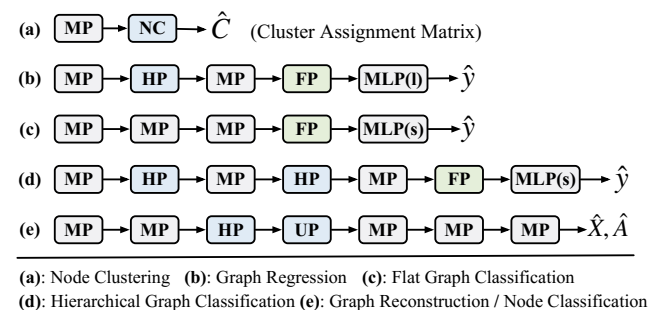 (a) MP NC Ĉ (Cluster Assignment Matrix)
(b) MP HP MP FP MLP(l) ŷ
(c) MP MP MP FP MLP(s) ŷ
(d) MP HP MP HP MP FP MLP(s) ŷ
(e) MP MP HP UP MP MP MP X̂, Â
(a): Node Clustering (b): Graph Regression (c): Flat Graph Classification
(d): Hierarchical Graph Classification (e): Graph Reconstruction / Node Classification